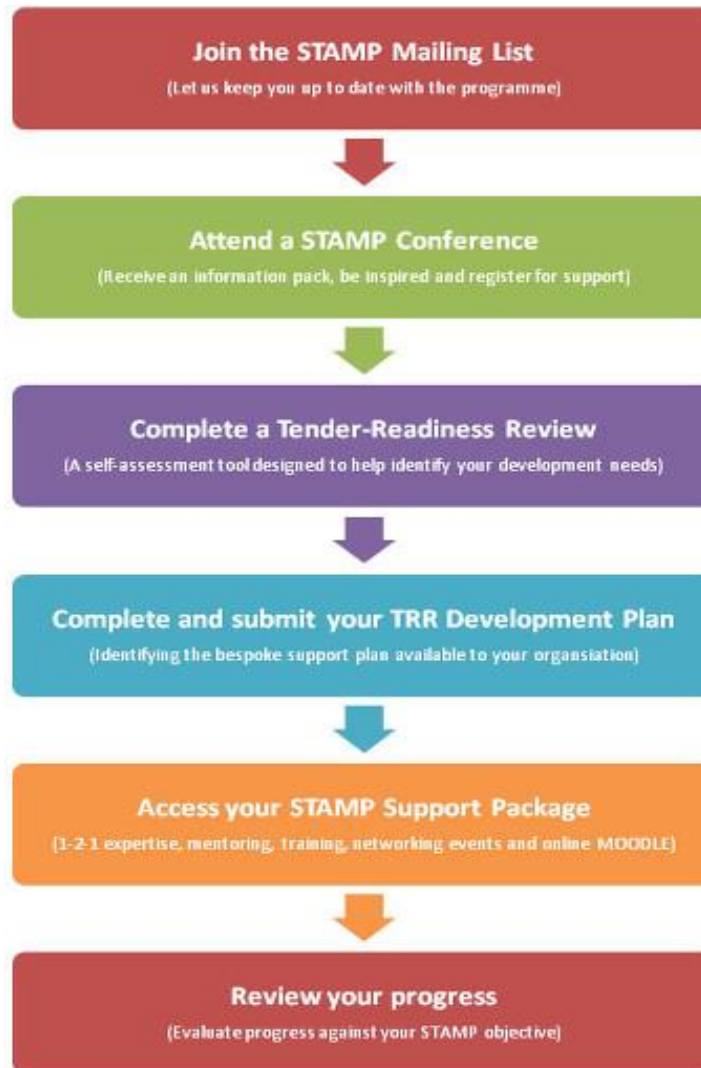 Join the STAMP Mailing List
(Let us keep you up to date with the programme)
Attend a STAMP Conference
(Receive an information pack, be inspired and register for support)
Complete a Tender-Readiness Review
(A self-assessment tool designed to help identify your development needs)
Complete and submit your TRR Development Plan
(Identifying the bespoke support plan available to your organsiation)
Access your STAMP Support Package
(1-2-1 expertise, mentoring, training, networking events and online MOODLE)
Review your progress
(Evaluate progress against your STAMP objective)